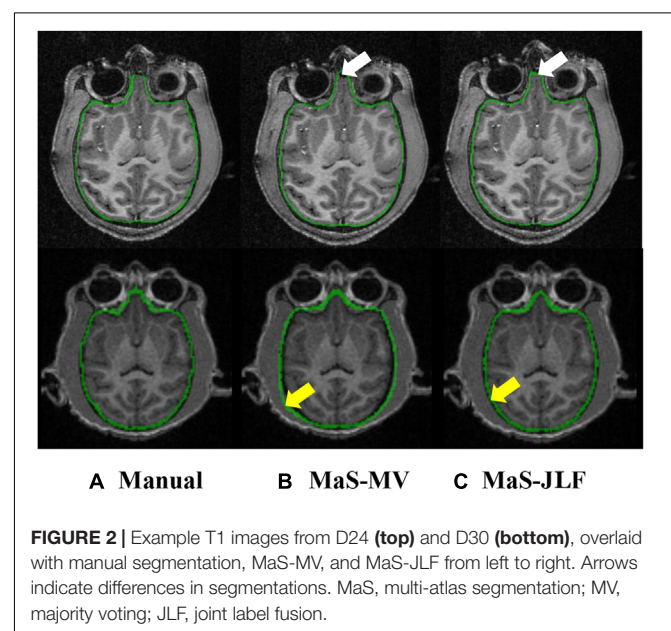 A Manual B MaS-MV C MaS-JLF
FIGURE 2 | Example T1 images from D24 (top) and D30 (bottom), overlaid
with manual segmentation, MaS-MV, and MaS-JLF from left to right. Arrows
indicate differences in segmentations. MaS, multi-atlas segmentation; MV,
majority voting; JLF, joint label fusion.